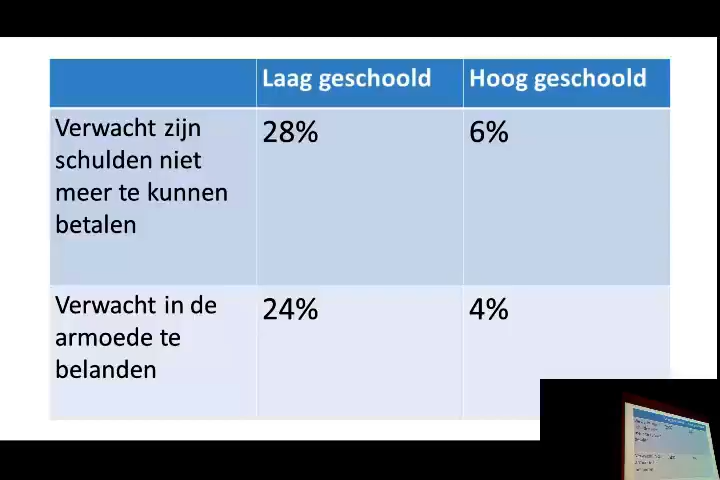 Laag geschoold Hoog geschoold
Verwacht zijn 28% 6%
schulden niet
meer te kunnen
betalen
Verwacht in de 24% 4%
armoede te
belanden